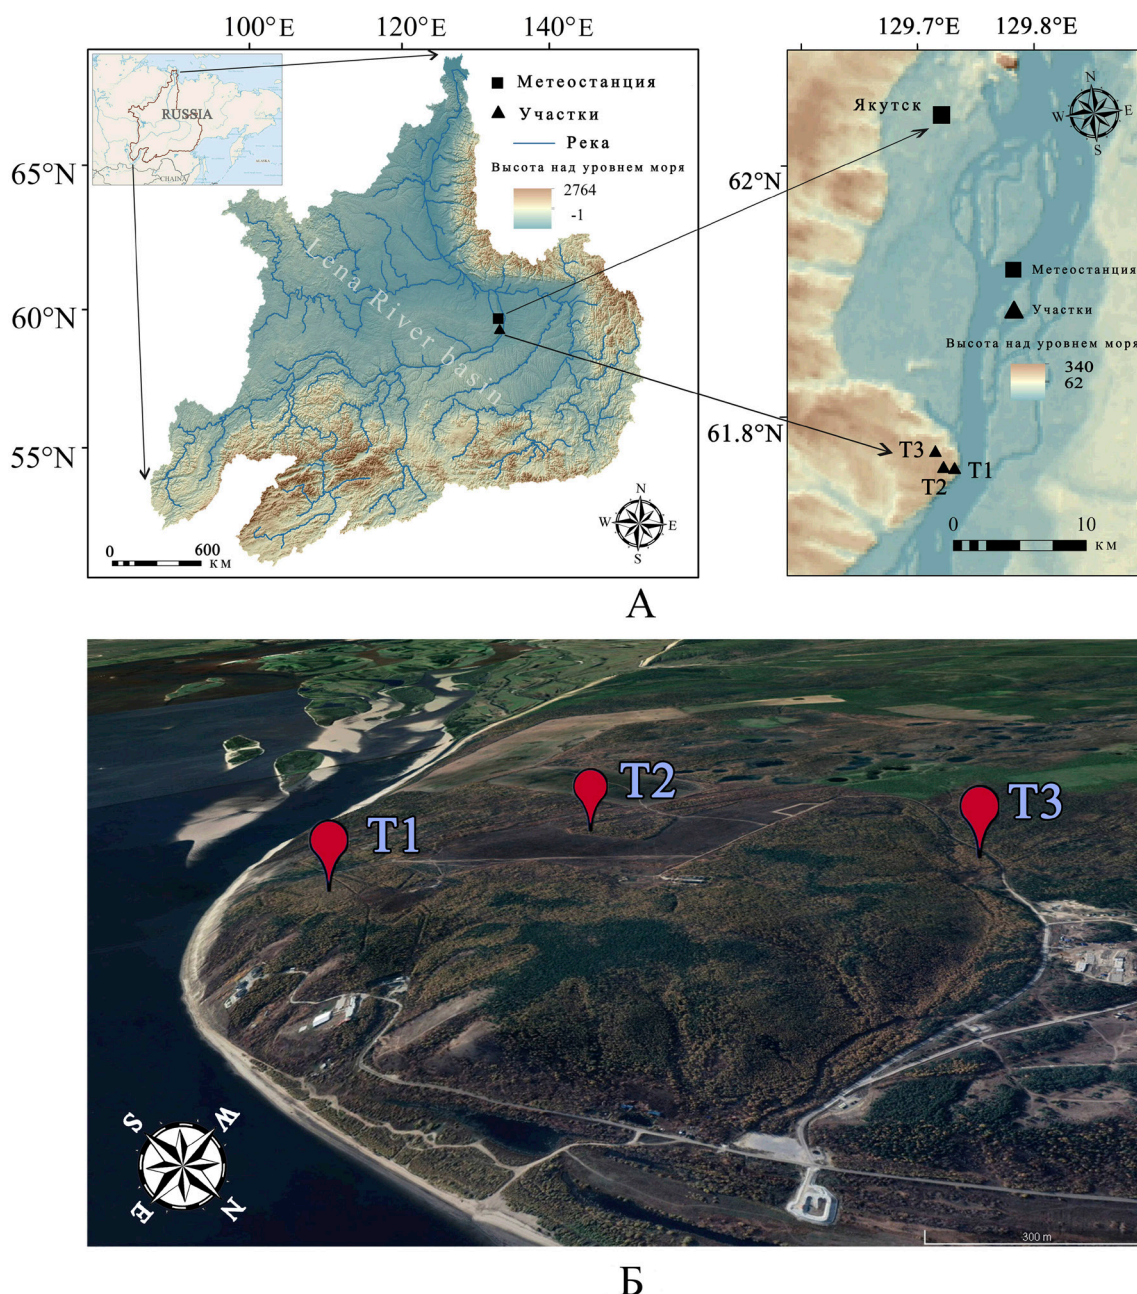 100°E 120°E 140°E
129.7°E 129.8°E
RUSSIA
CHAINA
Метеостанция
Участки
Река
Высота над уровнем моря
2764
-1
65°N
60°N
55°N
Lena River basin
N
W E
S
0 600
КМ
Якутск
N
W E
S
62°N
61.8°N
Метеостанция
Участки
Высота над уровнем моря
340
62
T3
T2 T1
0 10
КМ
А
T1 T2 T3
S W
E N
300 m
Б